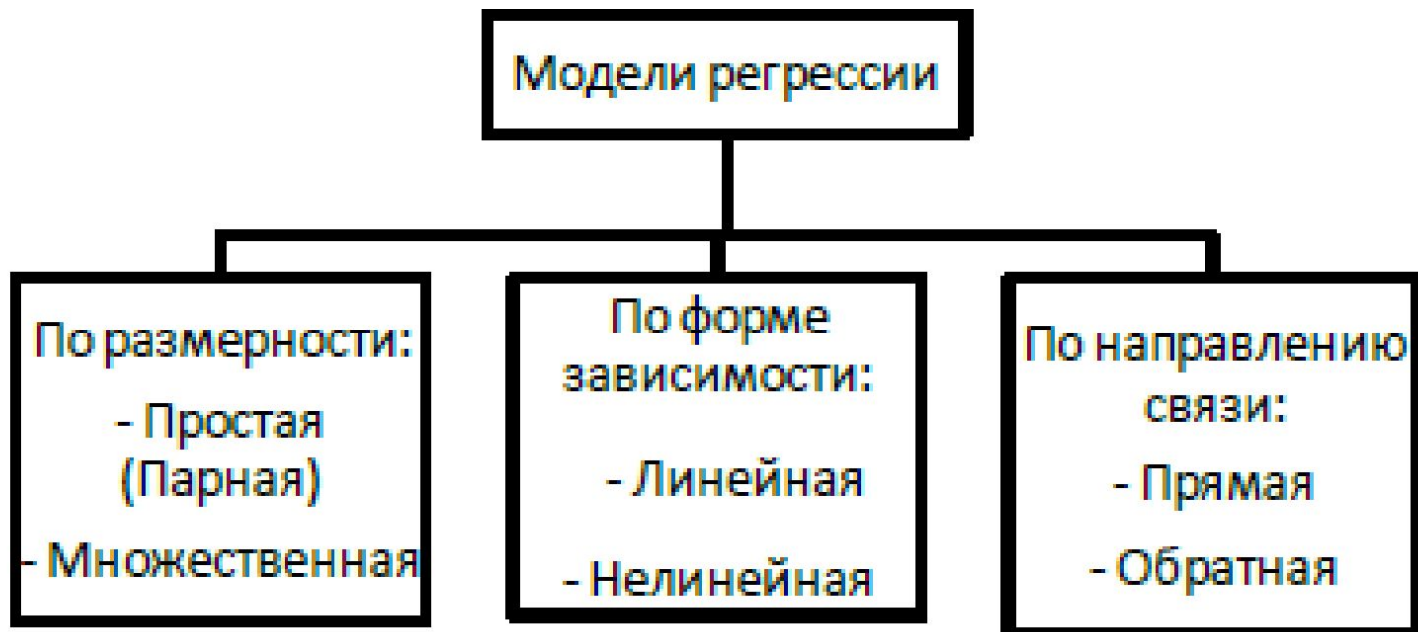 Модели регрессии
По размерности:
- Простая
(Парная)
- Множественная
По форме
зависимости:
- Линейная
- Нелинейная
По направлению
связи:
- Прямая
- Обратная